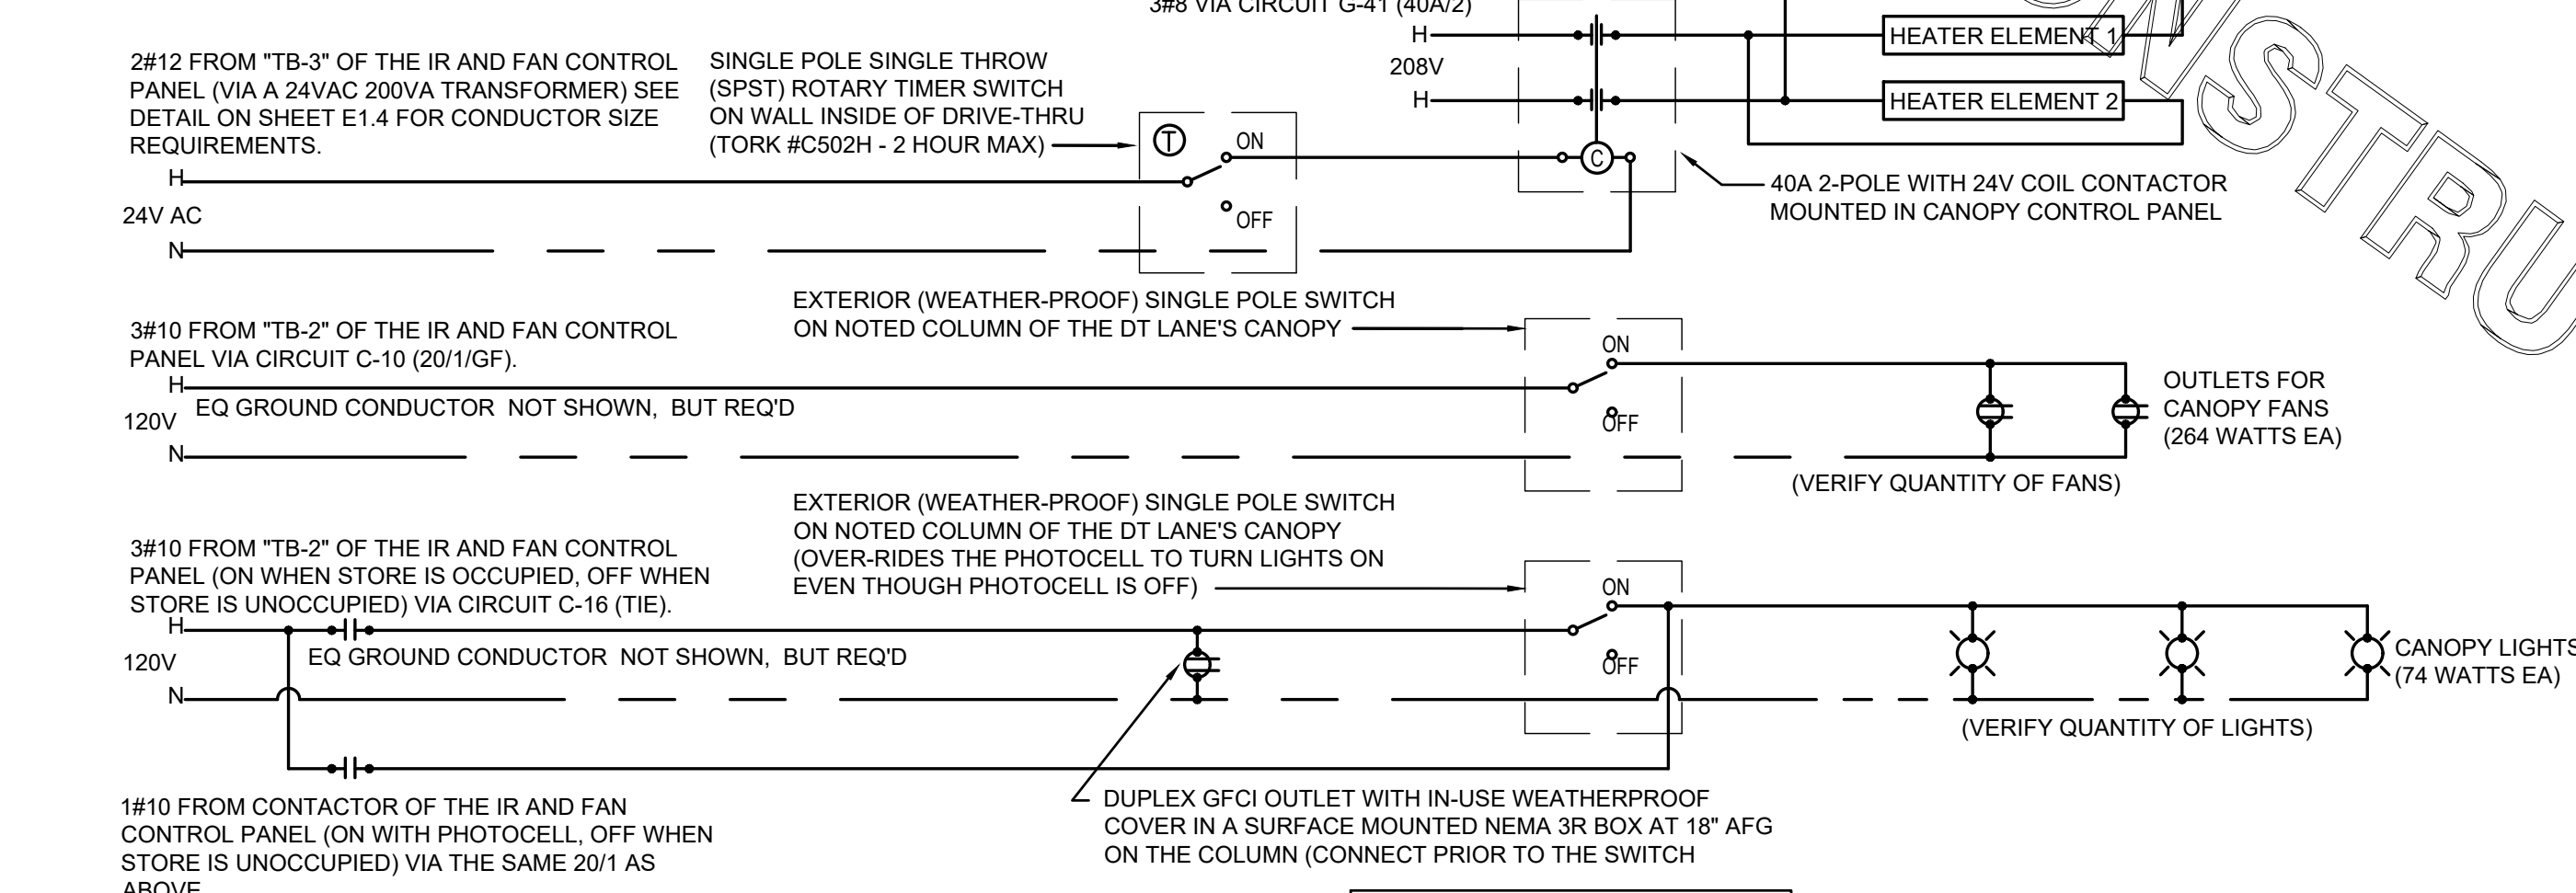 3#8 VIA CIRCUIT G-41 (40A/2)
H
208V
H
HEATER ELEMENT 1
HEATER ELEMENT 2
2#12 FROM "TB-3" OF THE IR AND FAN CONTROL
PANEL (VIA A 24VAC 200VA TRANSFORMER) SEE
DETAIL ON SHEET E1.4 FOR CONDUCTOR SIZE
REQUIREMENTS.
SINGLE POLE SINGLE THROW
(SPST) ROTARY TIMER SWITCH
ON WALL INSIDE OF DRIVE-THRU
(TORK #C502H - 2 HOUR MAX)
T
ON
OFF
C
H
24V AC
N
40A 2-POLE WITH 24V COIL CONTACTOR
MOUNTED IN CANOPY CONTROL PANEL
EXTERIOR (WEATHER-PROOF) SINGLE POLE SWITCH
ON NOTED COLUMN OF THE DT LANE'S CANOPY
3#10 FROM "TB-2" OF THE IR AND FAN CONTROL
PANEL VIA CIRCUIT C-10 (20/1/GF).
H
120V
EQ GROUND CONDUCTOR NOT SHOWN, BUT REQ'D
N
ON
OFF
OUTLETS FOR
CANOPY FANS
(264 WATTS EA)
(VERIFY QUANTITY OF FANS)
EXTERIOR (WEATHER-PROOF) SINGLE POLE SWITCH
ON NOTED COLUMN OF THE DT LANE'S CANOPY
(OVER-RIDES THE PHOTOCELL TO TURN LIGHTS ON
EVEN THOUGH PHOTOCELL IS OFF)
3#10 FROM "TB-2" OF THE IR AND FAN CONTROL
PANEL (ON WHEN STORE IS OCCUPIED, OFF WHEN
STORE IS UNOCCUPIED) VIA CIRCUIT C-16 (TIE).
H
120V
EQ GROUND CONDUCTOR NOT SHOWN, BUT REQ'D
N
ON
OFF
CANOPY LIGHTS
(74 WATTS EA)
(VERIFY QUANTITY OF LIGHTS)
1#10 FROM CONTACTOR OF THE IR AND FAN
CONTROL PANEL (ON WITH PHOTOCELL, OFF WHEN
STORE IS UNOCCUPIED) VIA THE SAME 20/1 AS
ABOVE
DUPLEX GFCI OUTLET WITH IN-USE WEATHERPROOF
COVER IN A SURFACE MOUNTED NEMA 3R BOX AT 18" AFG
ON THE COLUMN (CONNECT PRIOR TO THE SWITCH
NSTRU